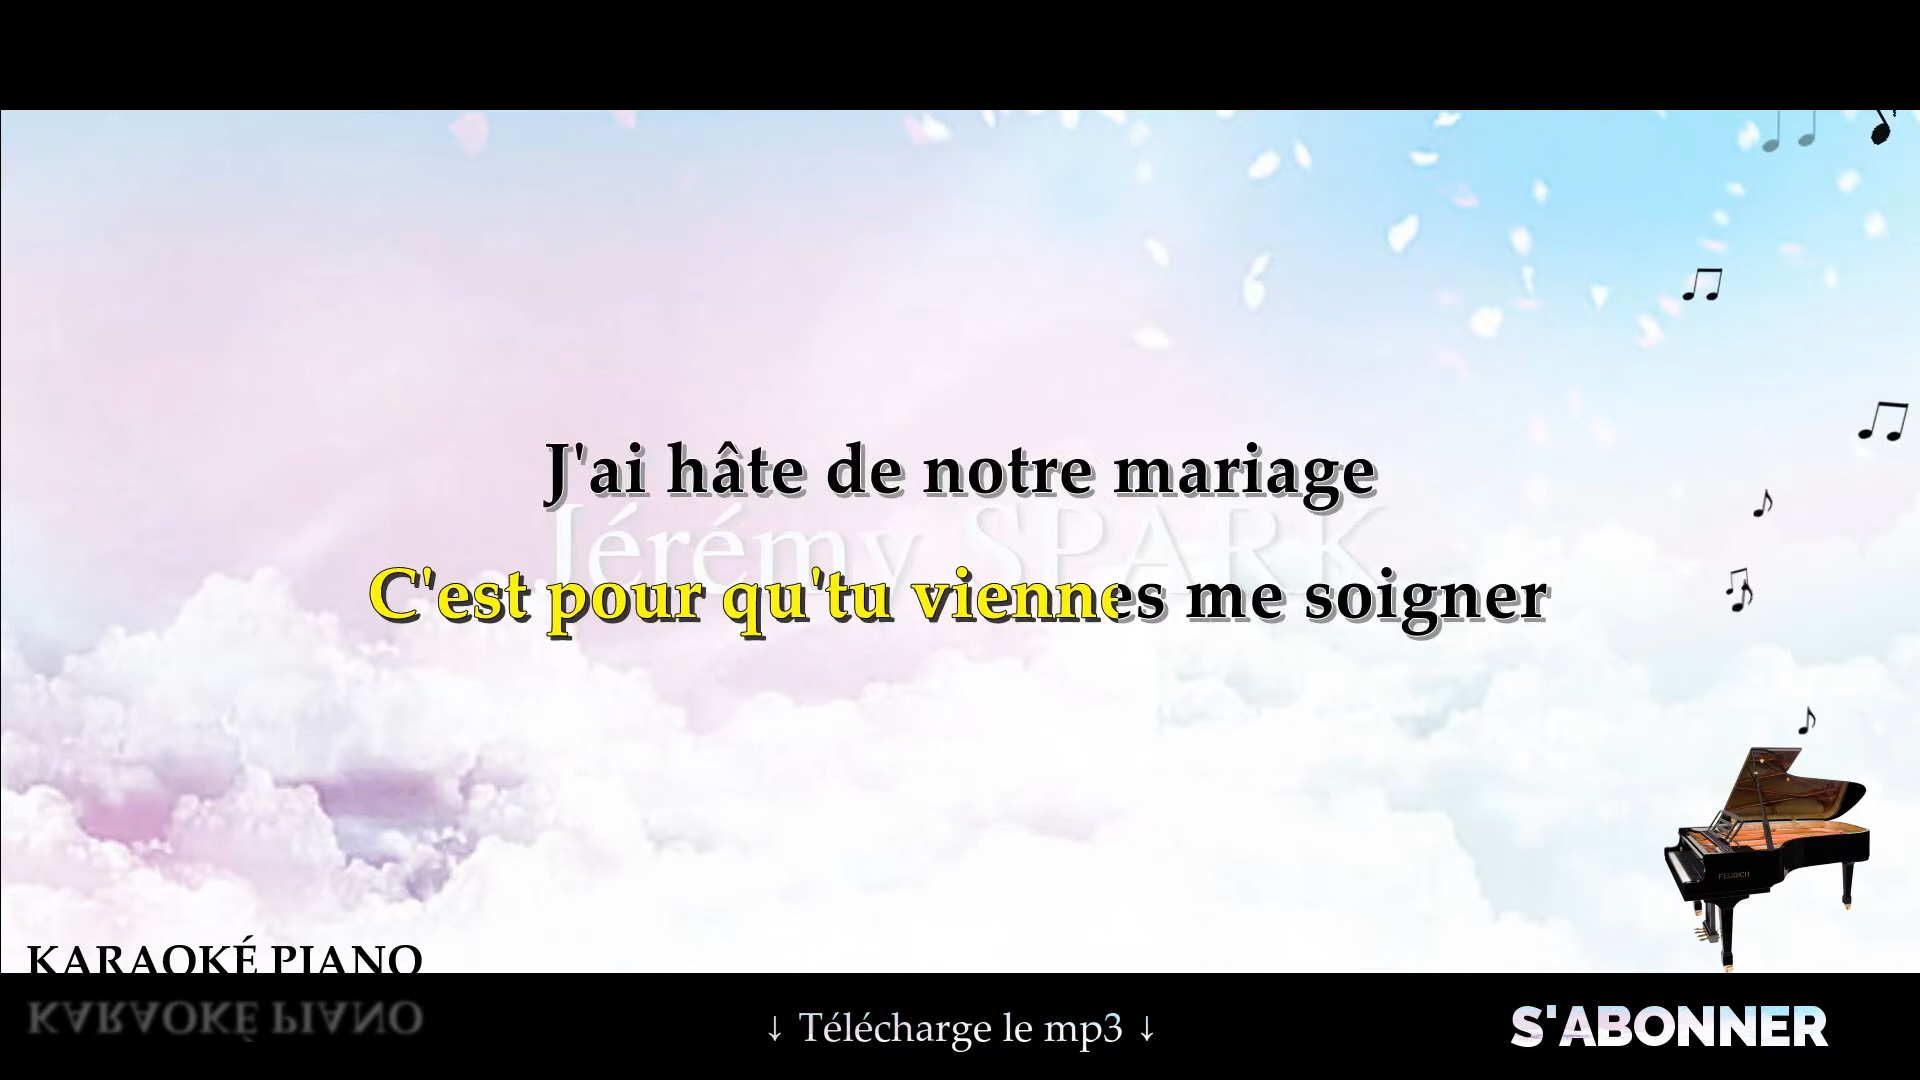 J'ai hâte de notre mariage
Jérémy SPARK
C'est pour qu'tu viennes me soigner
FEURICH
KARAOKÉ PIANO
KARAOKÉ PIANO
↓ Télécharge le mp3 ↓
S'ABONNER